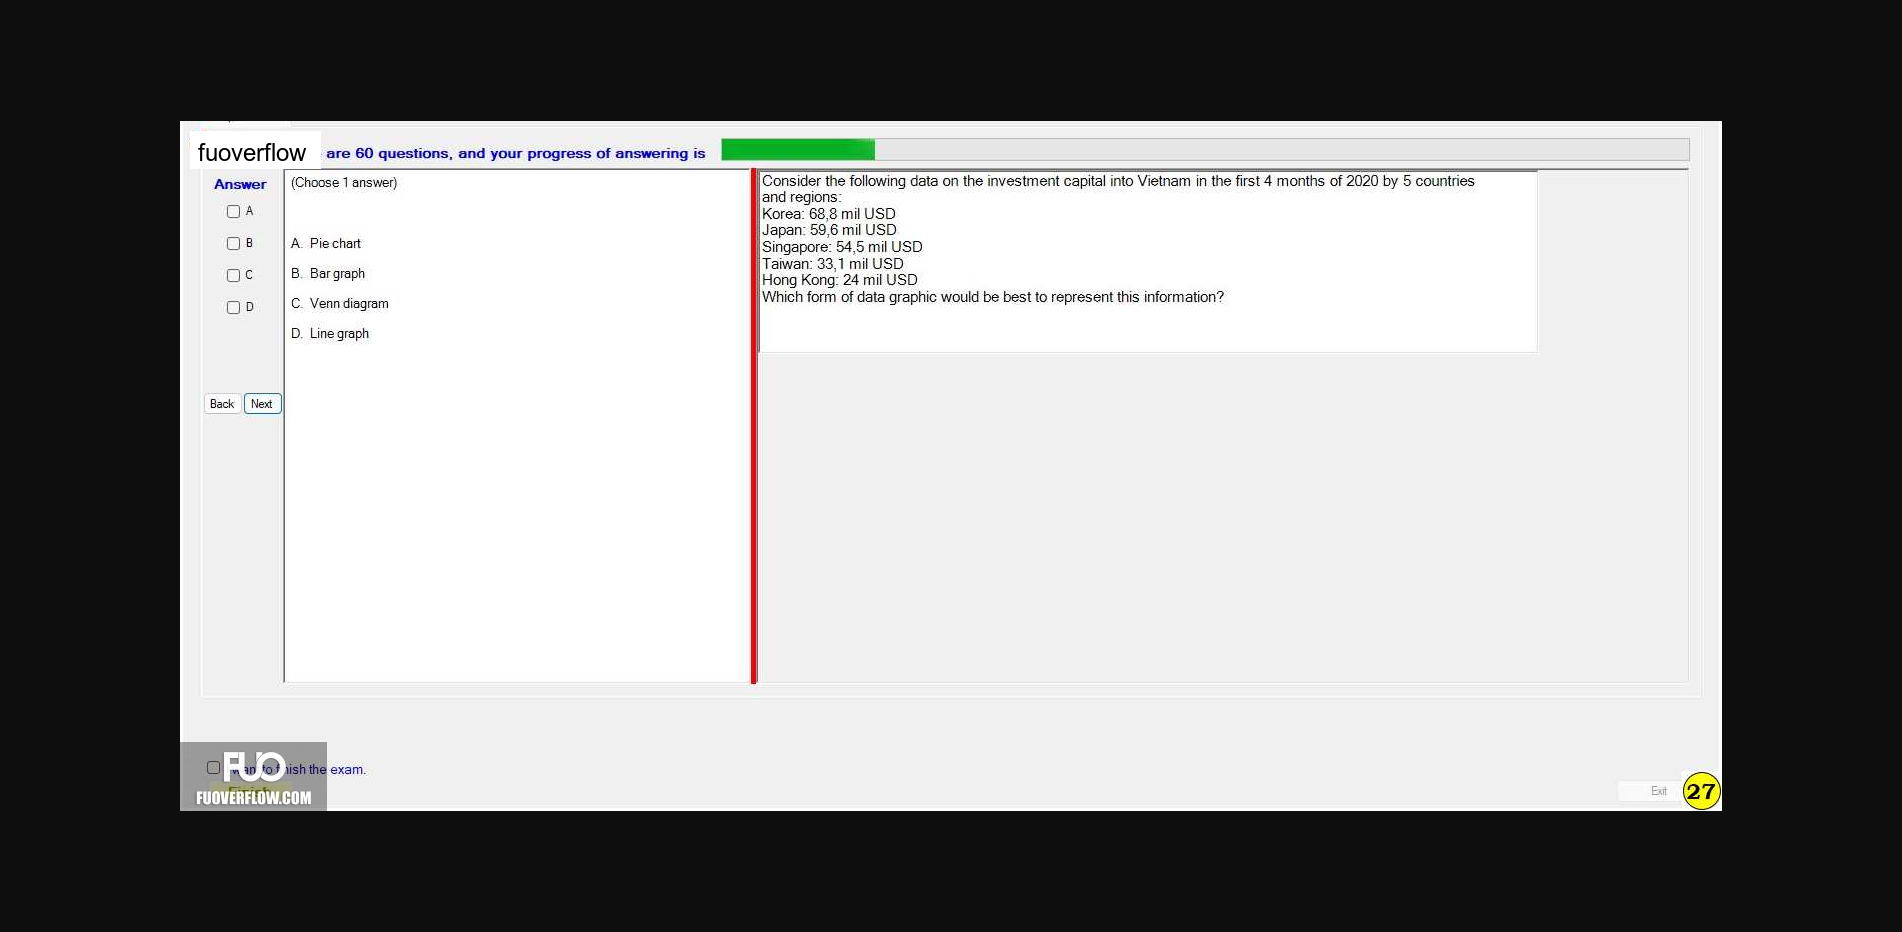 fuoverflow are 60 questions, and your progress of answering is
Answer
A
B
C
D
Back Next
(Choose 1 answer)
A. Pie chart
B. Bar graph
C. Venn diagram
D. Line graph
Consider the following data on the investment capital into Vietnam in the first 4 months of 2020 by 5 countries
and regions:
Korea: 68,8 mil USD
Japan: 59,6 mil USD
Singapore: 54,5 mil USD
Taiwan: 33,1 mil USD
Hong Kong: 24 mil USD
Which form of data graphic would be best to represent this information?
FUO
to finish the exam.
Finish
FUOVERFLOW.COM
Exit
27